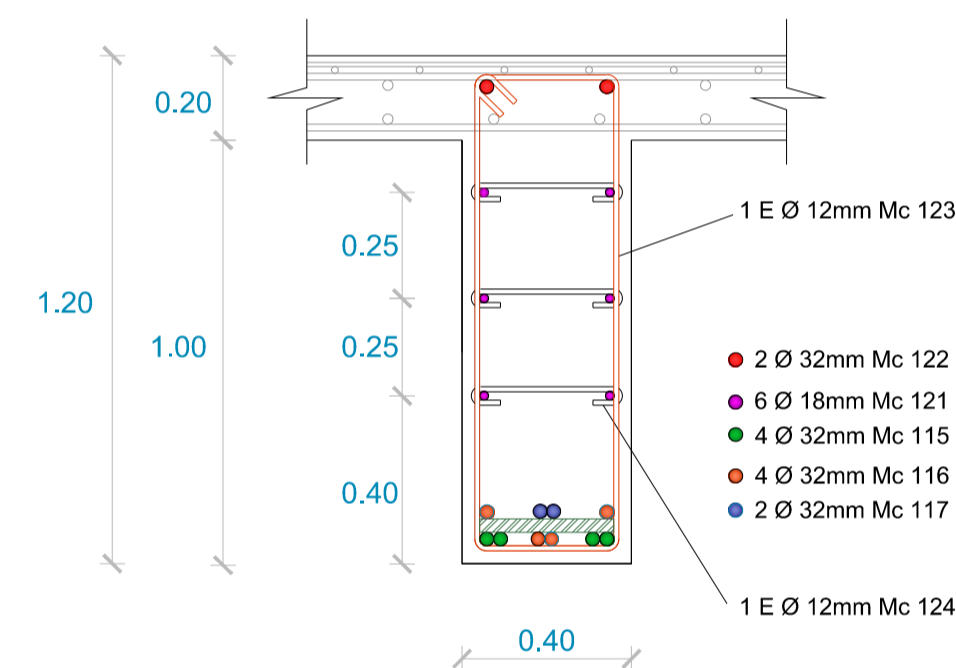 0.20
1 E Ø 12mm Mc 123
0.25
1.20
1.00
0.25
2 Ø 32mm Mc 122
6 Ø 18mm Mc 121
4 Ø 32mm Mc 115
4 Ø 32mm Mc 116
0.40
2 Ø 32mm Mc 117
1 E Ø 12mm Mc 124
0.40